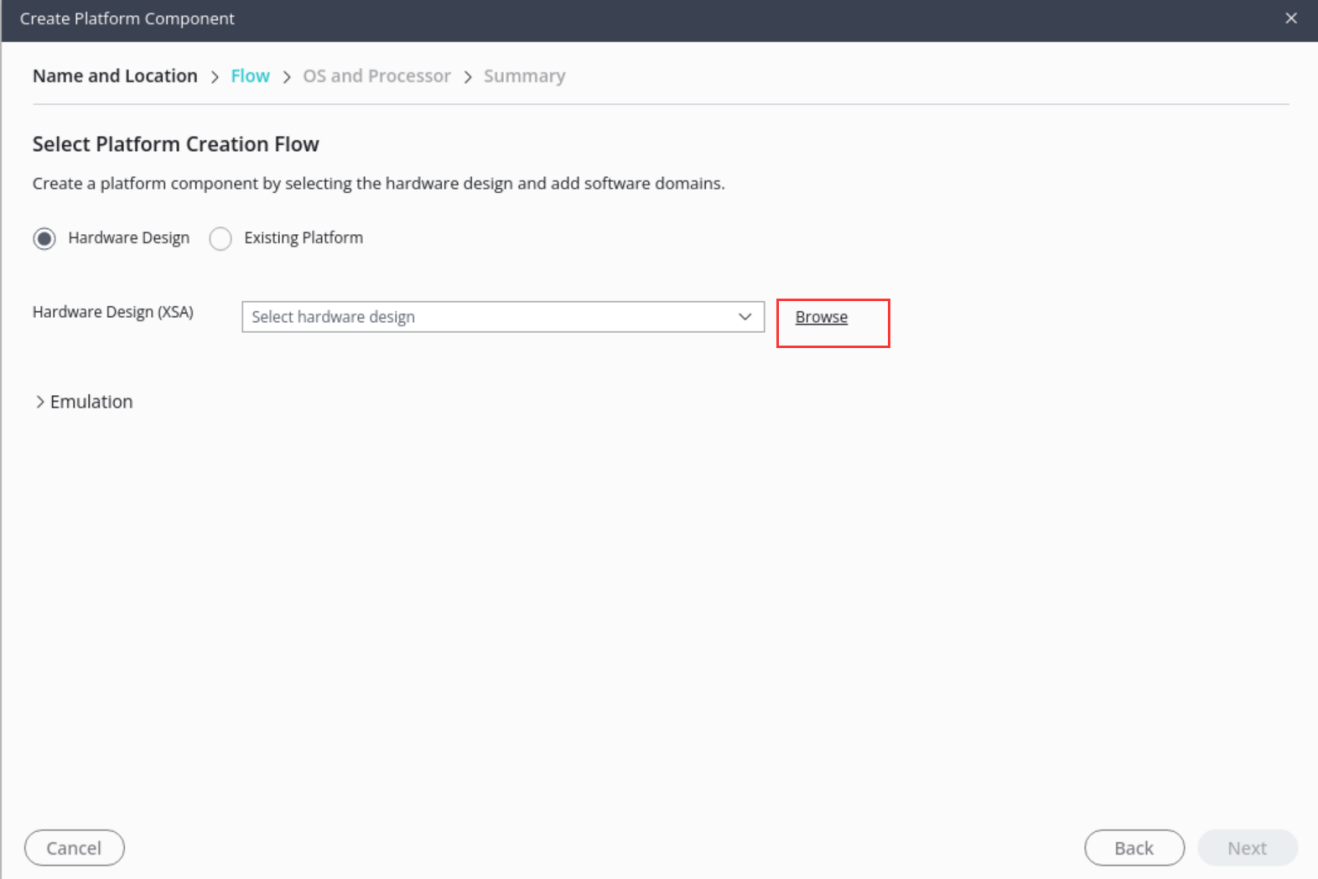 Create Platform Component
Name and Location > Flow > OS and Processor > Summary
Select Platform Creation Flow
Create a platform component by selecting the hardware design and add software domains.
Hardware Design Existing Platform
Hardware Design (XSA) Select hardware design Browse
> Emulation
Cancel Back Next